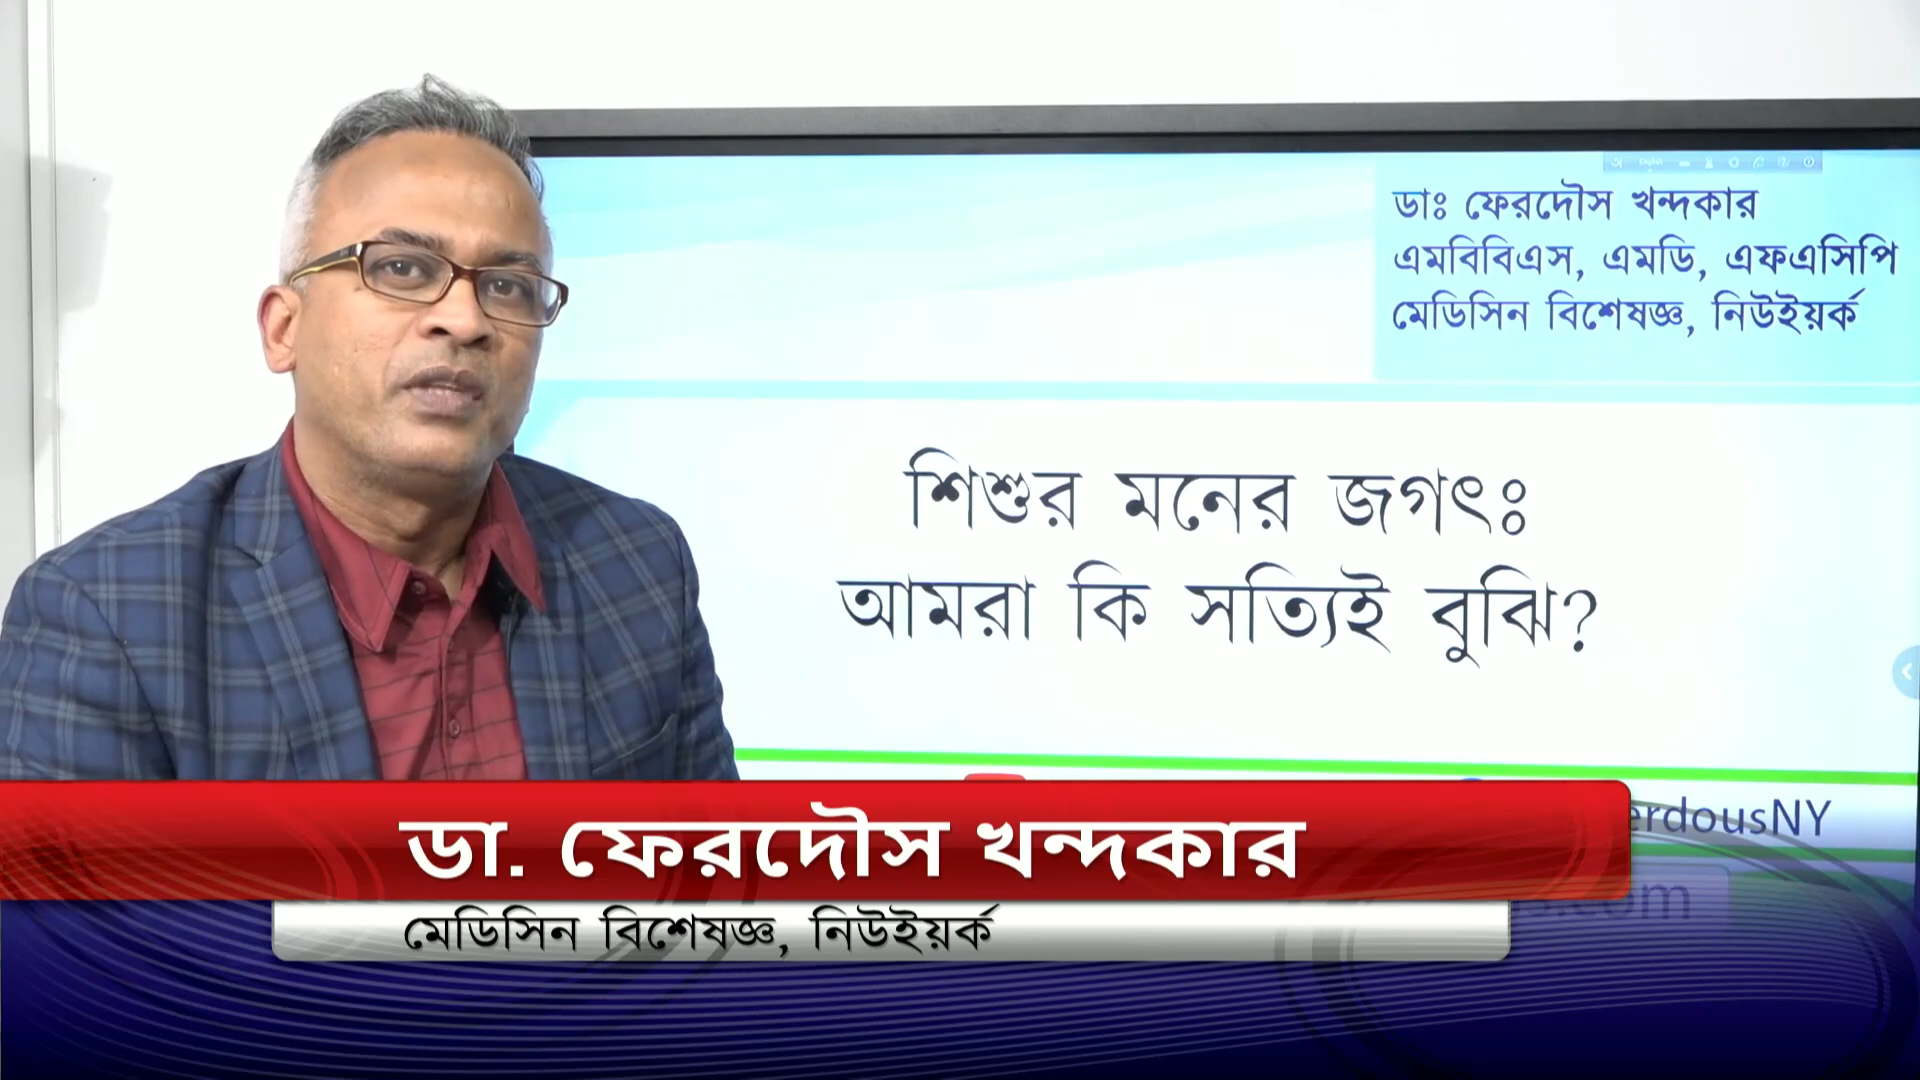 ডাঃ ফেরদৌস খন্দকার
এমবিবিএস, এমডি, এফএসিপি
মেডিসিন বিশেষজ্ঞ, নিউইয়র্ক
শিশুর মনের জগৎঃ
আমরা কি সত্যিই বুঝি?
erdousNY
ডা. ফেরদৌস খন্দকার
.com
মেডিসিন বিশেষজ্ঞ, নিউইয়র্ক